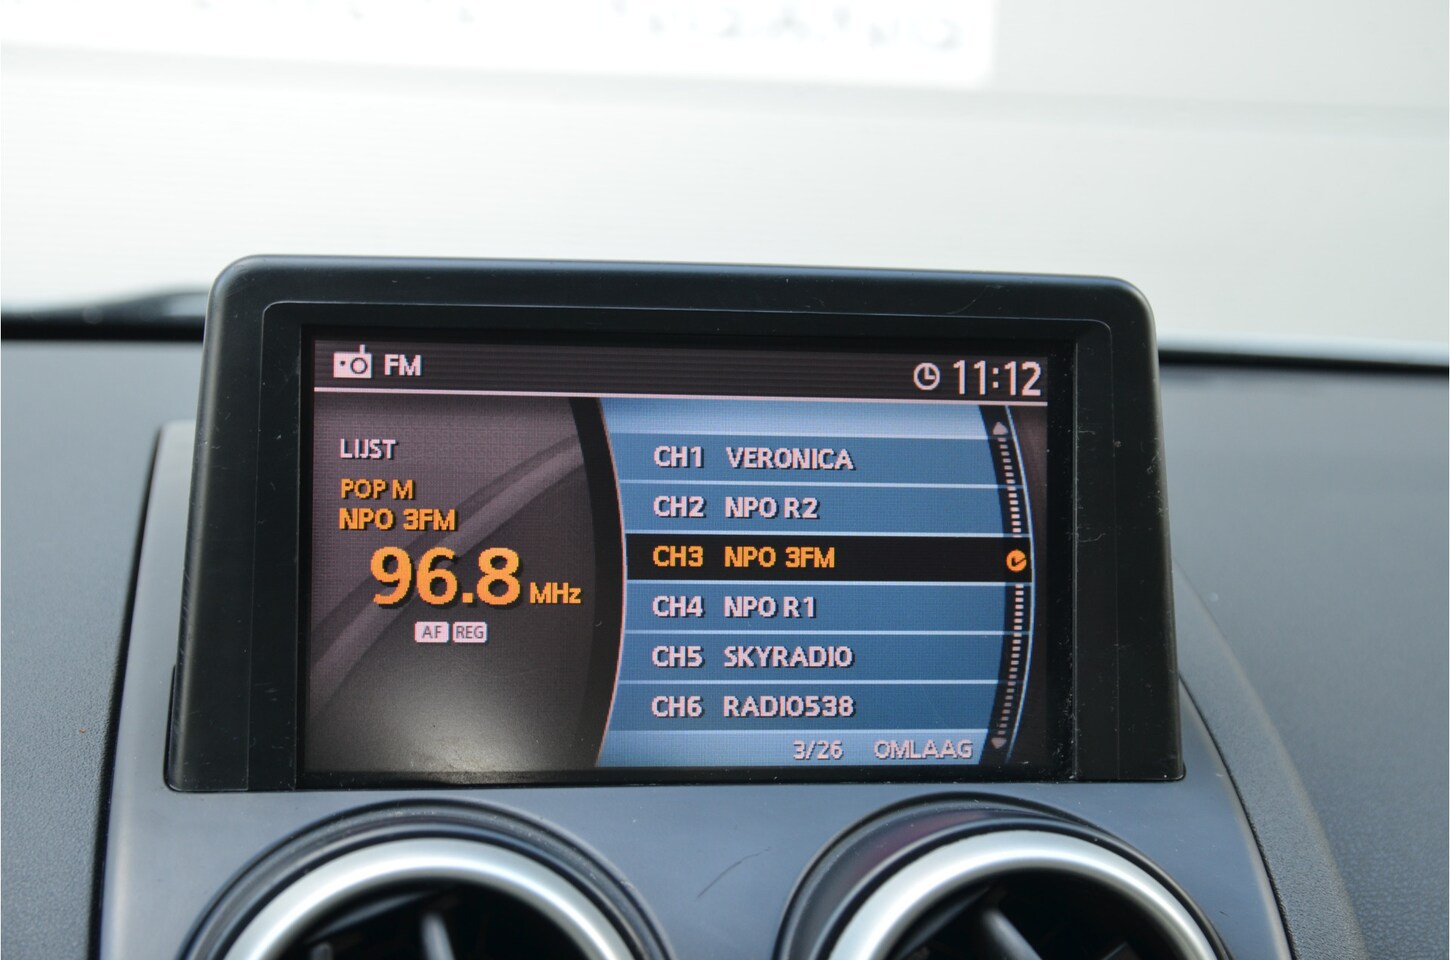 FM
11:12
LIJST
POP M
NPO 3FM
96.8 MHz
AF REG
CH1 VERONICA
CH2 NPO R2
CH3 NPO 3FM
CH4 NPO R1
CH5 SKYRADIO
CH6 RADIO538
3/26 OMLAAG